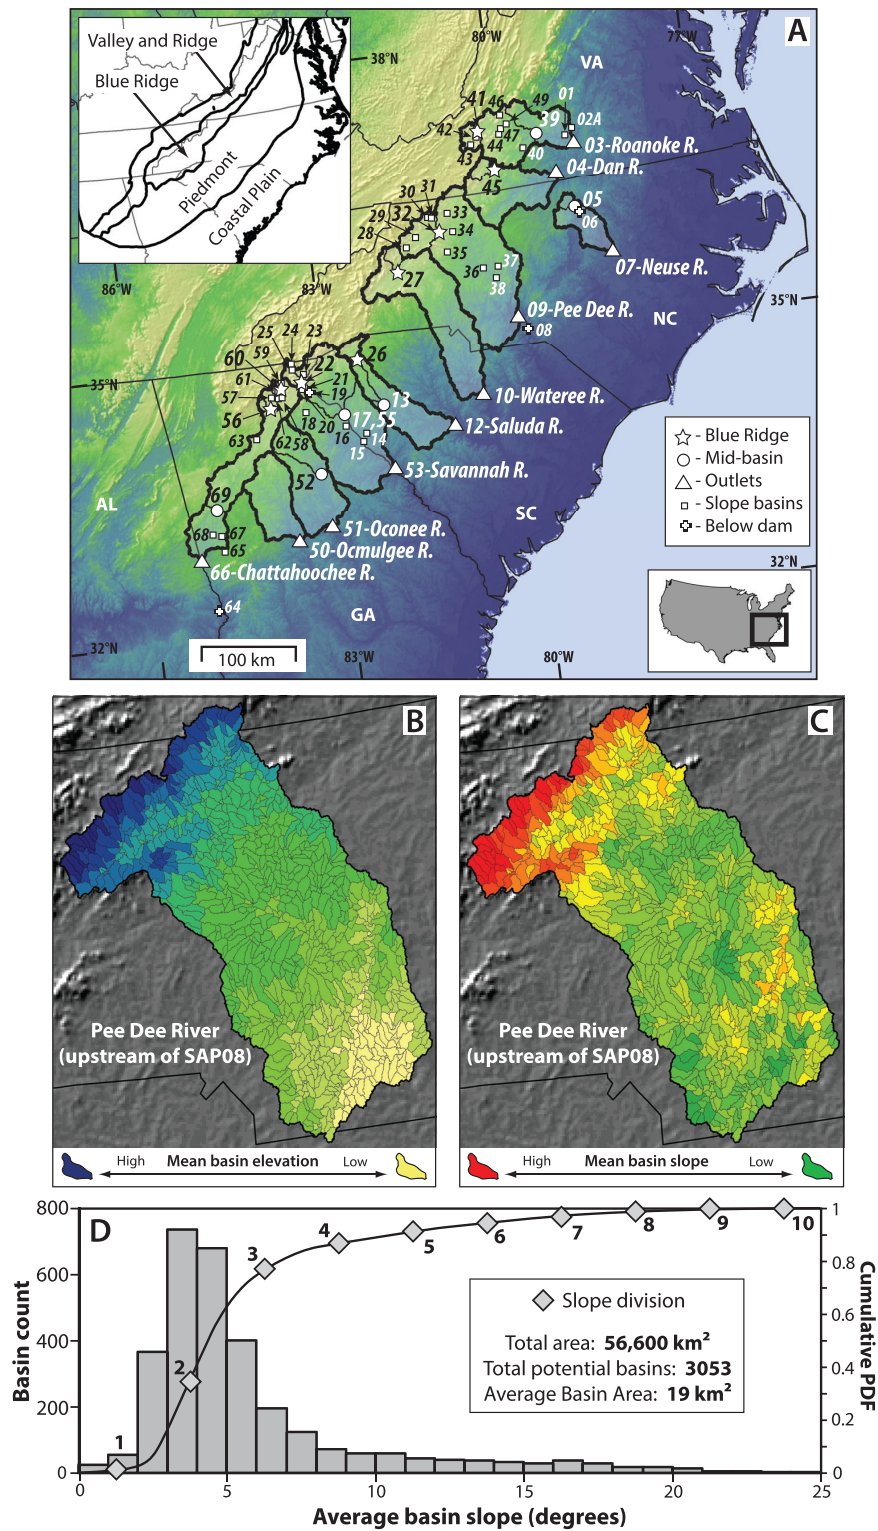 A
Valley and Ridge
Blue Ridge
Piedmont
Coastal Plain
80°W
77°W
38°N
VA
41
46
49
01
39
02A
42
47
44
43
40
03-Roanoke R.
04-Dan R.
45
05
06
07-Neuse R.
30
31
29
32
33
28
34
35
27
36
37
38
86°W
83°W
35°N
09-Pee Dee R.
08
NC
25
24
23
60
59
22
26
61
21
57
19
13
35°N
10-Wateree R.
56
18
20
17,55
12-Saluda R.
16
14
15
63
62
58
53-Savannah R.
52
69
AL
SC
68
67
65
51-Oconee R.
50-Ocmulgee R.
66-Chattahoochee R.
64
GA
- Blue Ridge
- Mid-basin
- Outlets
- Slope basins
- Below dam
32°N
32°N
100 km
83°W
80°W
B
Pee Dee River
(upstream of SAP08)
High Mean basin elevation Low
C
Pee Dee River
(upstream of SAP08)
High Mean basin slope Low
D
800
600
400
200
0
Basin count
1
2
3
4
5
6
7
8
9
10
Slope division
Total area: 56,600 km²
Total potential basins: 3053
Average Basin Area: 19 km²
1
0.8
0.6
0.4
0.2
0
Cumulative PDF
0 5 10 15 20 25
Average basin slope (degrees)